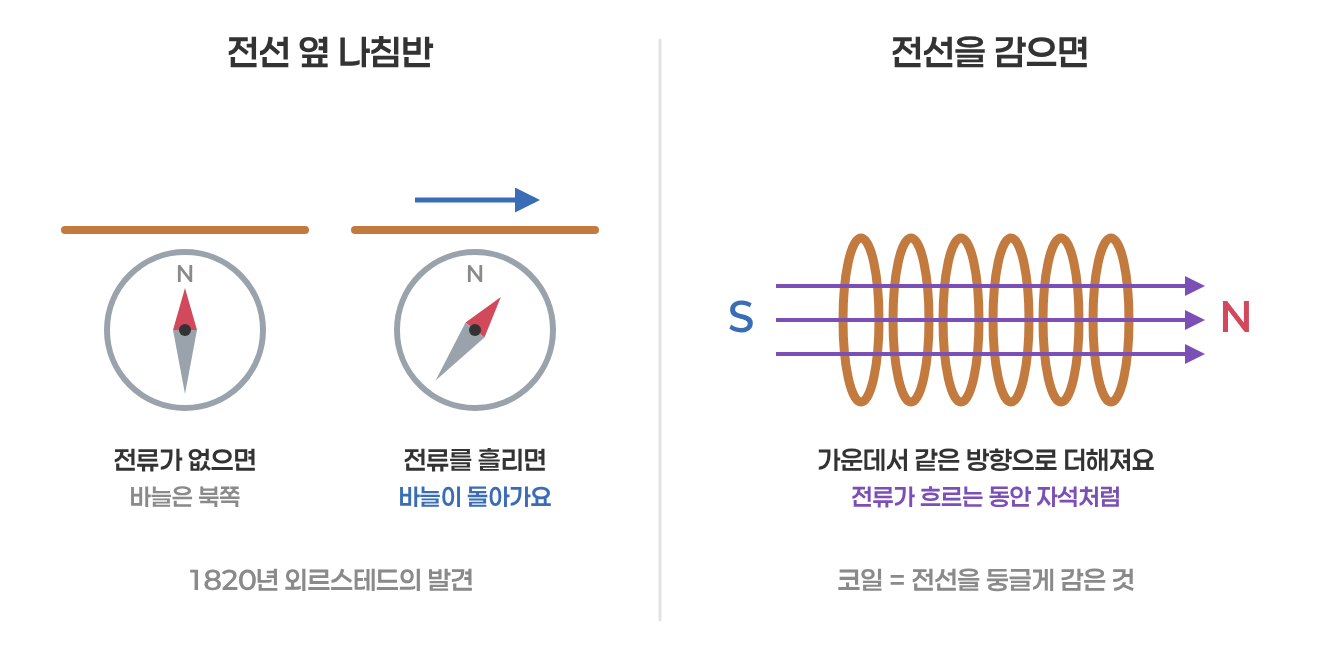 전선 옆 나침반
N
N
전류가 없으면
바늘은 북쪽
전류를 흘리면
바늘이 돌아가요
1820년 외르스테드의 발견
전선을 감으면
S
N
가운데서 같은 방향으로 더해져요
전류가 흐르는 동안 자석처럼
코일 = 전선을 둥글게 감은 것